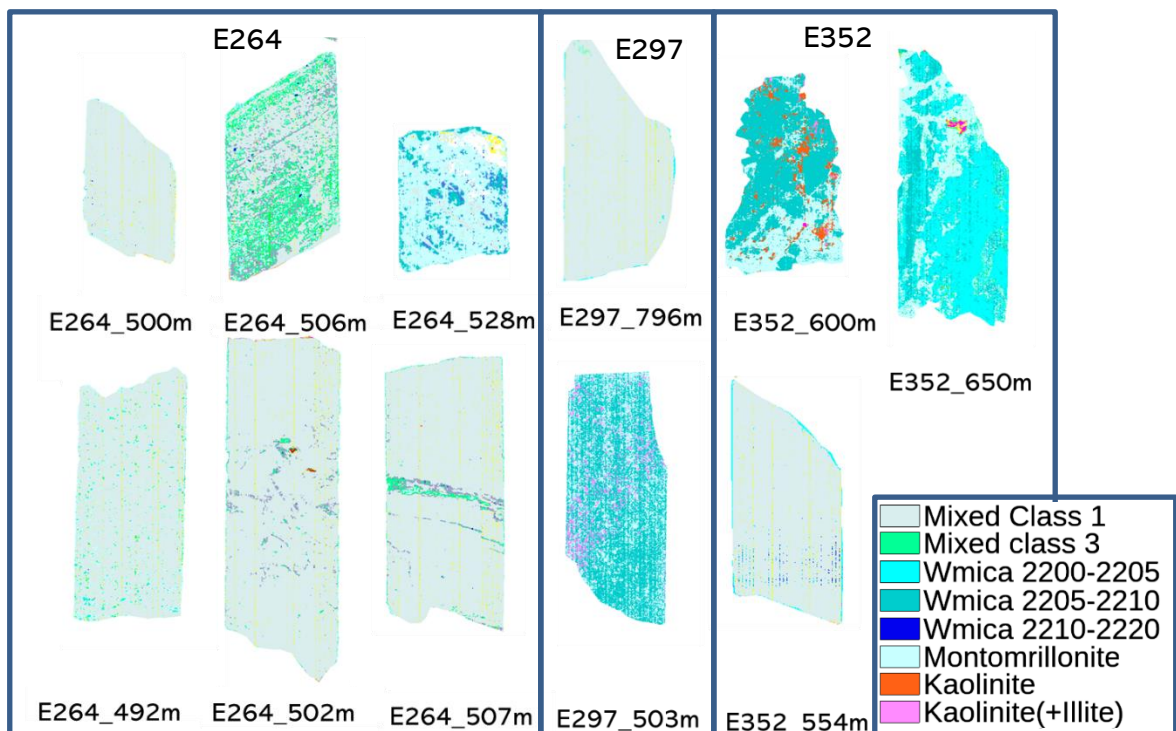 E264
E297
E352
E264_500m
E264_506m
E264_528m
E297_796m
E352_600m
E352_650m
E264_492m
E264_502m
E264_507m
E297_503m
E352_554m
Mixed Class 1
Mixed class 3
Wmica 2200-2205
Wmica 2205-2210
Wmica 2210-2220
Montomrillonite
Kaolinite
Kaolinite(+Illite)